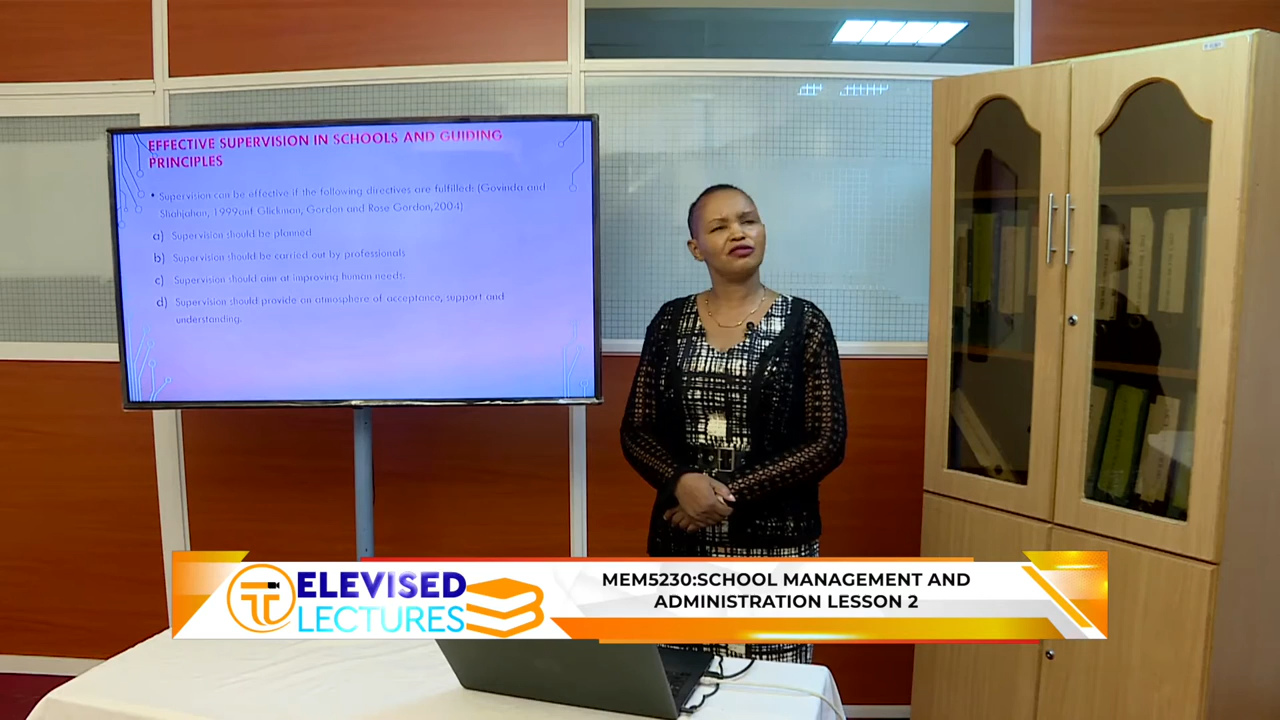 EFFECTIVE SUPERVISION IN SCHOOLS AND GUIDING
PRINCIPLES
• Supervision can be effective if the following directives are fulfilled: (Govinda and
Shahjahan, 1999anf Glickman, Gordon and Rose Gordon,2004)
a) Supervision should be planned
b) Supervision should be carried out by professionals
c) Supervision should aim at improving human needs.
d) Supervision should provide an atmosphere of acceptance, support and
understanding.
TELEVISED
LECTURES
MEM5230:SCHOOL MANAGEMENT AND
ADMINISTRATION LESSON 2